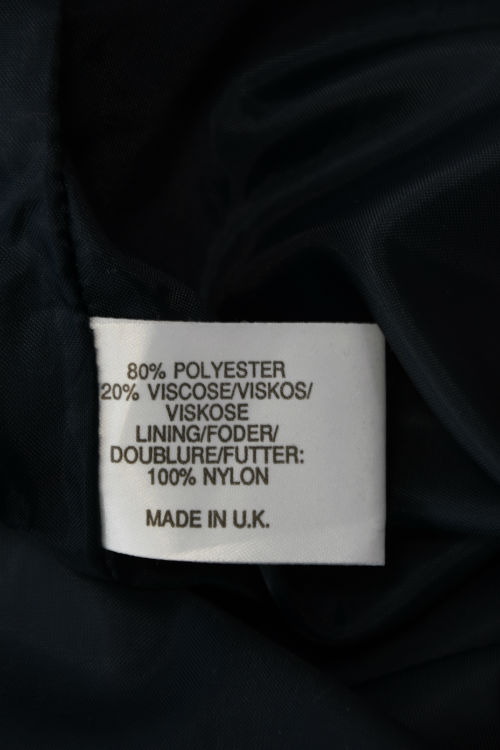 80% POLYESTER
20% VISCOSE/VISKOS/
VISKOSE
LINING/FODER/
DOUBLURE/FUTTER:
100% NYLON
MADE IN U.K.